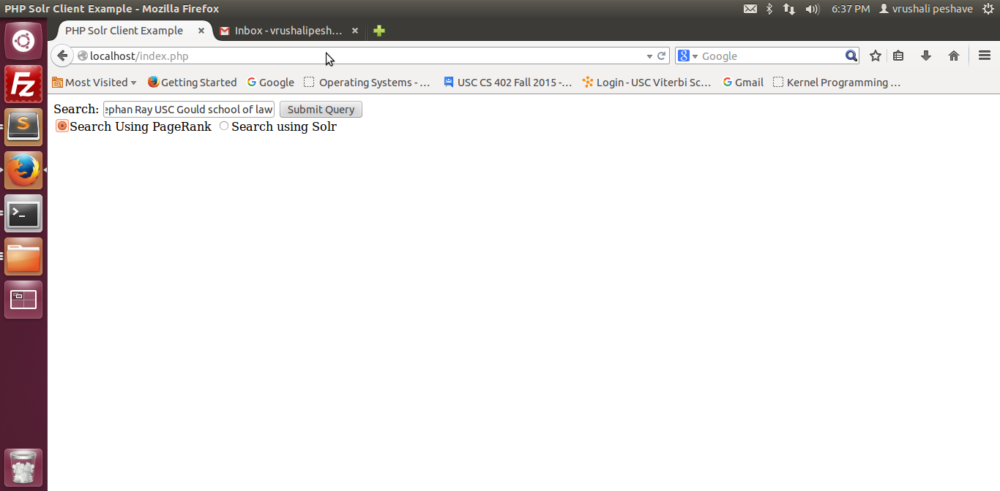 PHP Solr Client Example - Mozilla Firefox
6:37 PM vrushali peshave
PHP Solr Client Example Inbox - vrushalipesh...
localhost/index.php Google
Most Visited Getting Started Google Operating Systems - ... USC CS 402 Fall 2015 -... Login - USC Viterbi Sc... Gmail Kernel Programming ...
Search: ephan Ray USC Gould school of law Submit Query
Search Using PageRank Search using Solr